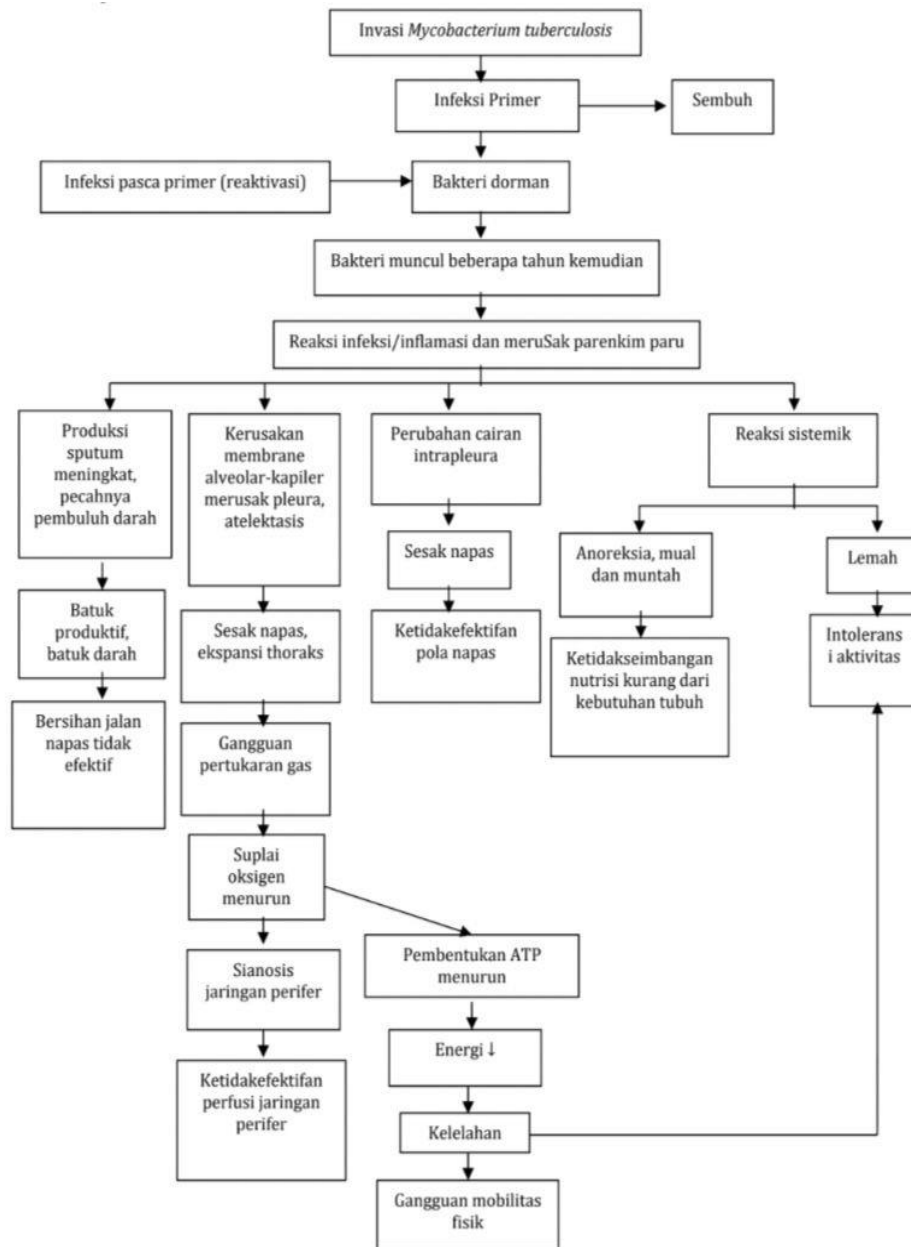 Invasi Mycobacterium tuberculosis
Infeksi Primer
Sembuh
Infeksi pasca primer (reaktivasi)
Bakteri dorman
Bakteri muncul beberapa tahun kemudian
Reaksi infeksi/inflamasi dan meruSak parenkim paru
Produksi
sputum
meningkat,
pecahnya
pembuluh darah
Kerusakan
membrane
alveolar-kapiler
merusak pleura,
atelektasis
Perubahan cairan
intrapleura
Reaksi sistemik
Sesak napas
Anoreksia, mual
dan muntah
Lemah
Batuk
produktif,
batuk darah
Sesak napas,
ekspansi thoraks
Ketidakefektifan
pola napas
Ketidakseimbangan
nutrisi kurang dari
kebutuhan tubuh
Intolerans
i aktivitas
Bersihan jalan
napas tidak
efektif
Gangguan
pertukaran gas
Suplai
oksigen
menurun
Pembentukan ATP
menurun
Sianosis
jaringan perifer
Energi ↓
Ketidakefektifan
perfusi jaringan
perifer
Kelelahan
Gangguan mobilitas
fisik